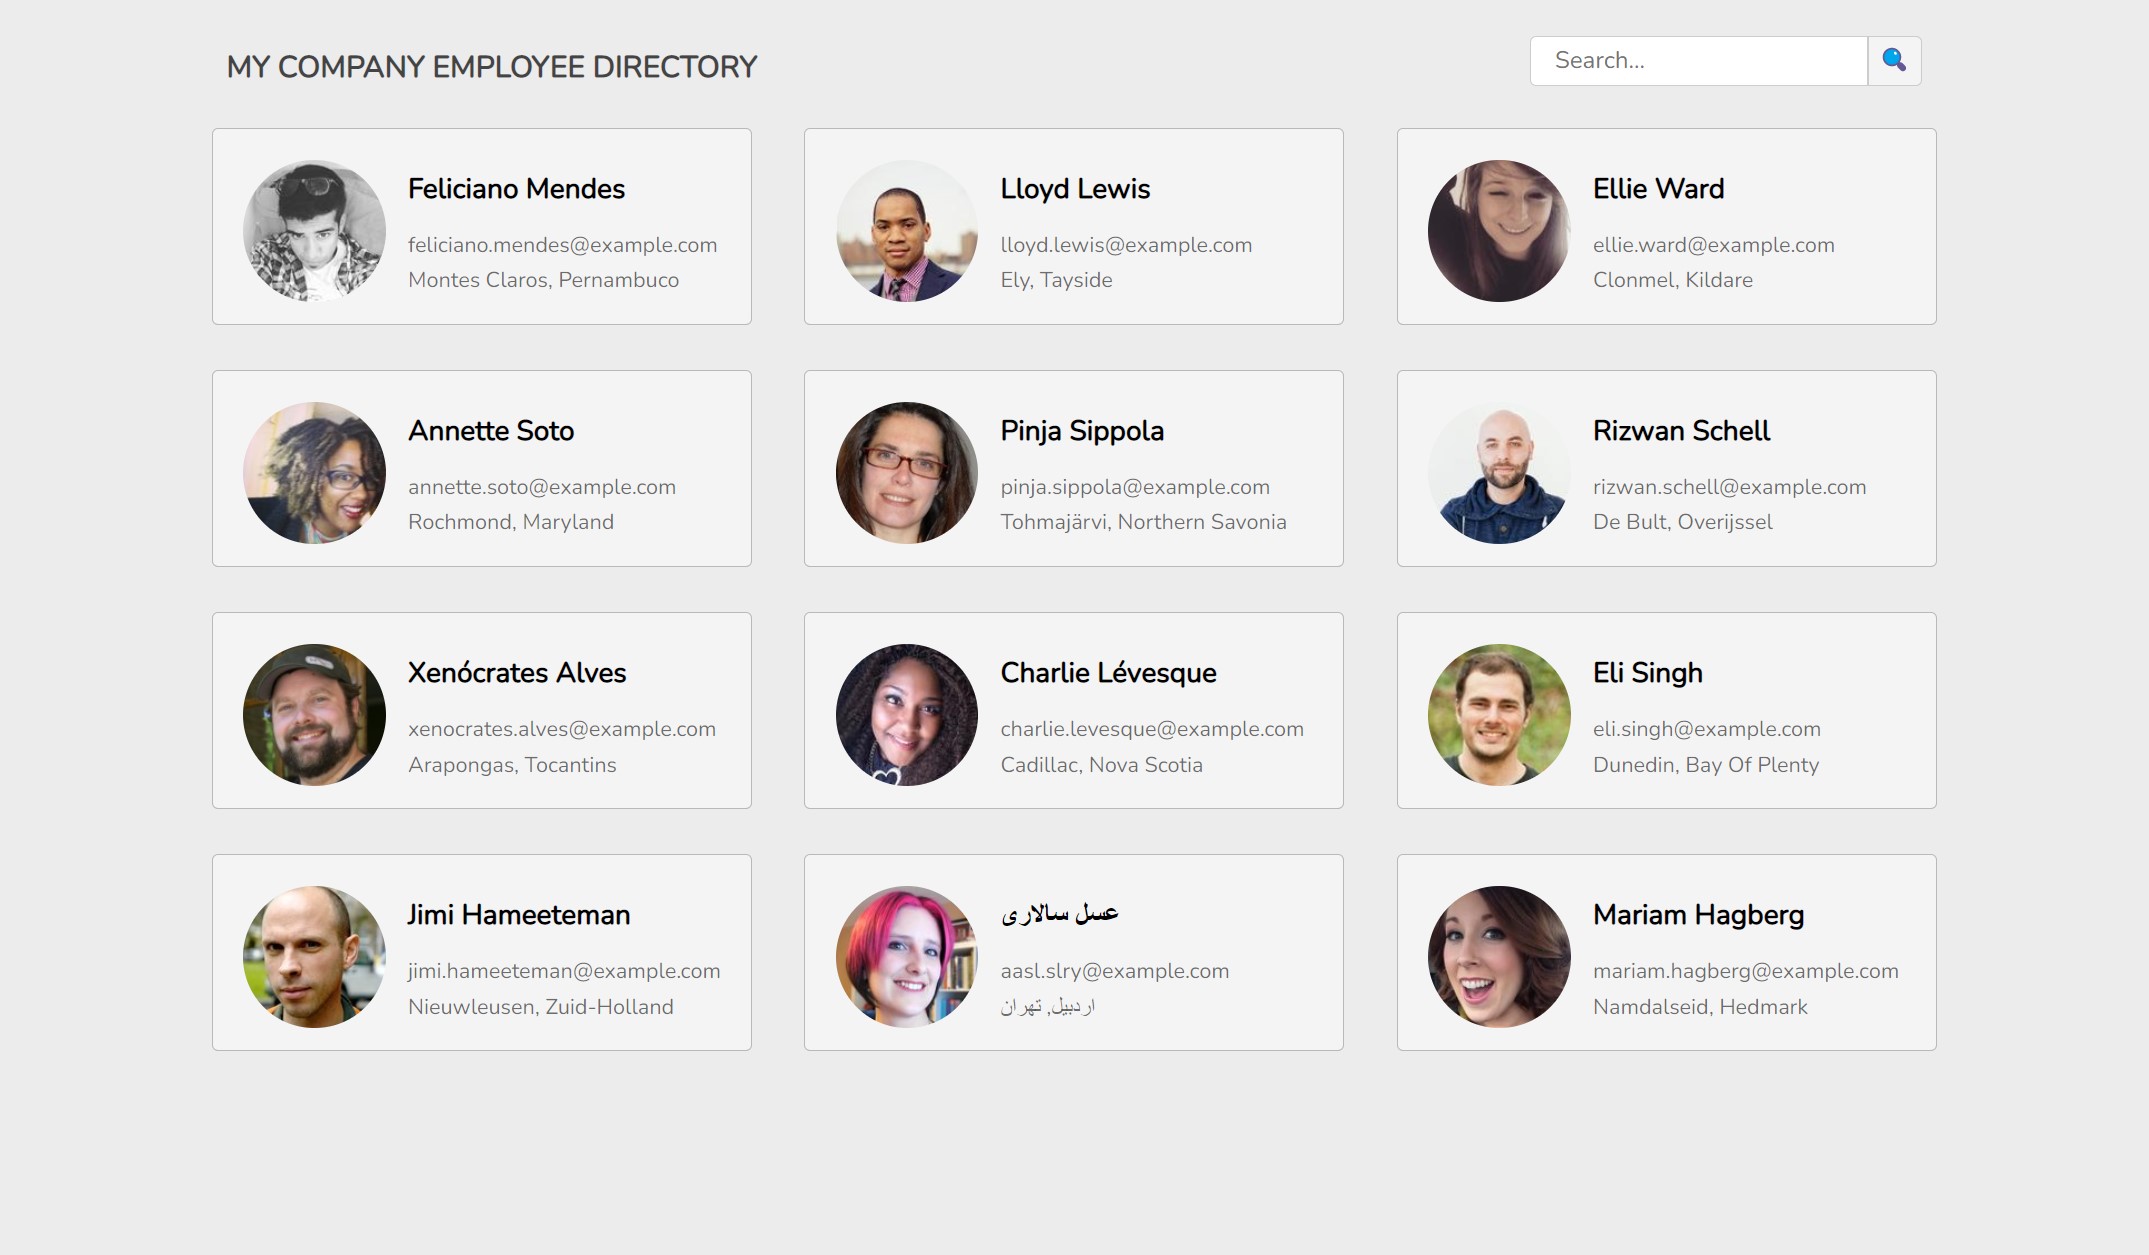 MY COMPANY EMPLOYEE DIRECTORY
Search...
Feliciano Mendes
feliciano.mendes@example.com
Montes Claros, Pernambuco
Lloyd Lewis
lloyd.lewis@example.com
Ely, Tayside
Ellie Ward
ellie.ward@example.com
Clonmel, Kildare
Annette Soto
annette.soto@example.com
Rochmond, Maryland
Pinja Sippola
pinja.sippola@example.com
Tohmajärvi, Northern Savonia
Rizwan Schell
rizwan.schell@example.com
De Bult, Overijssel
Xenócrates Alves
xenocrates.alves@example.com
Arapongas, Tocantins
Charlie Lévesque
charlie.levesque@example.com
Cadillac, Nova Scotia
Eli Singh
eli.singh@example.com
Dunedin, Bay Of Plenty
Jimi Hameeteman
jimi.hameeteman@example.com
Nieuwleusen, Zuid-Holland
عسل سالاری
aasl.slry@example.com
اردبیل, تهران
Mariam Hagberg
mariam.hagberg@example.com
Namdalseid, Hedmark